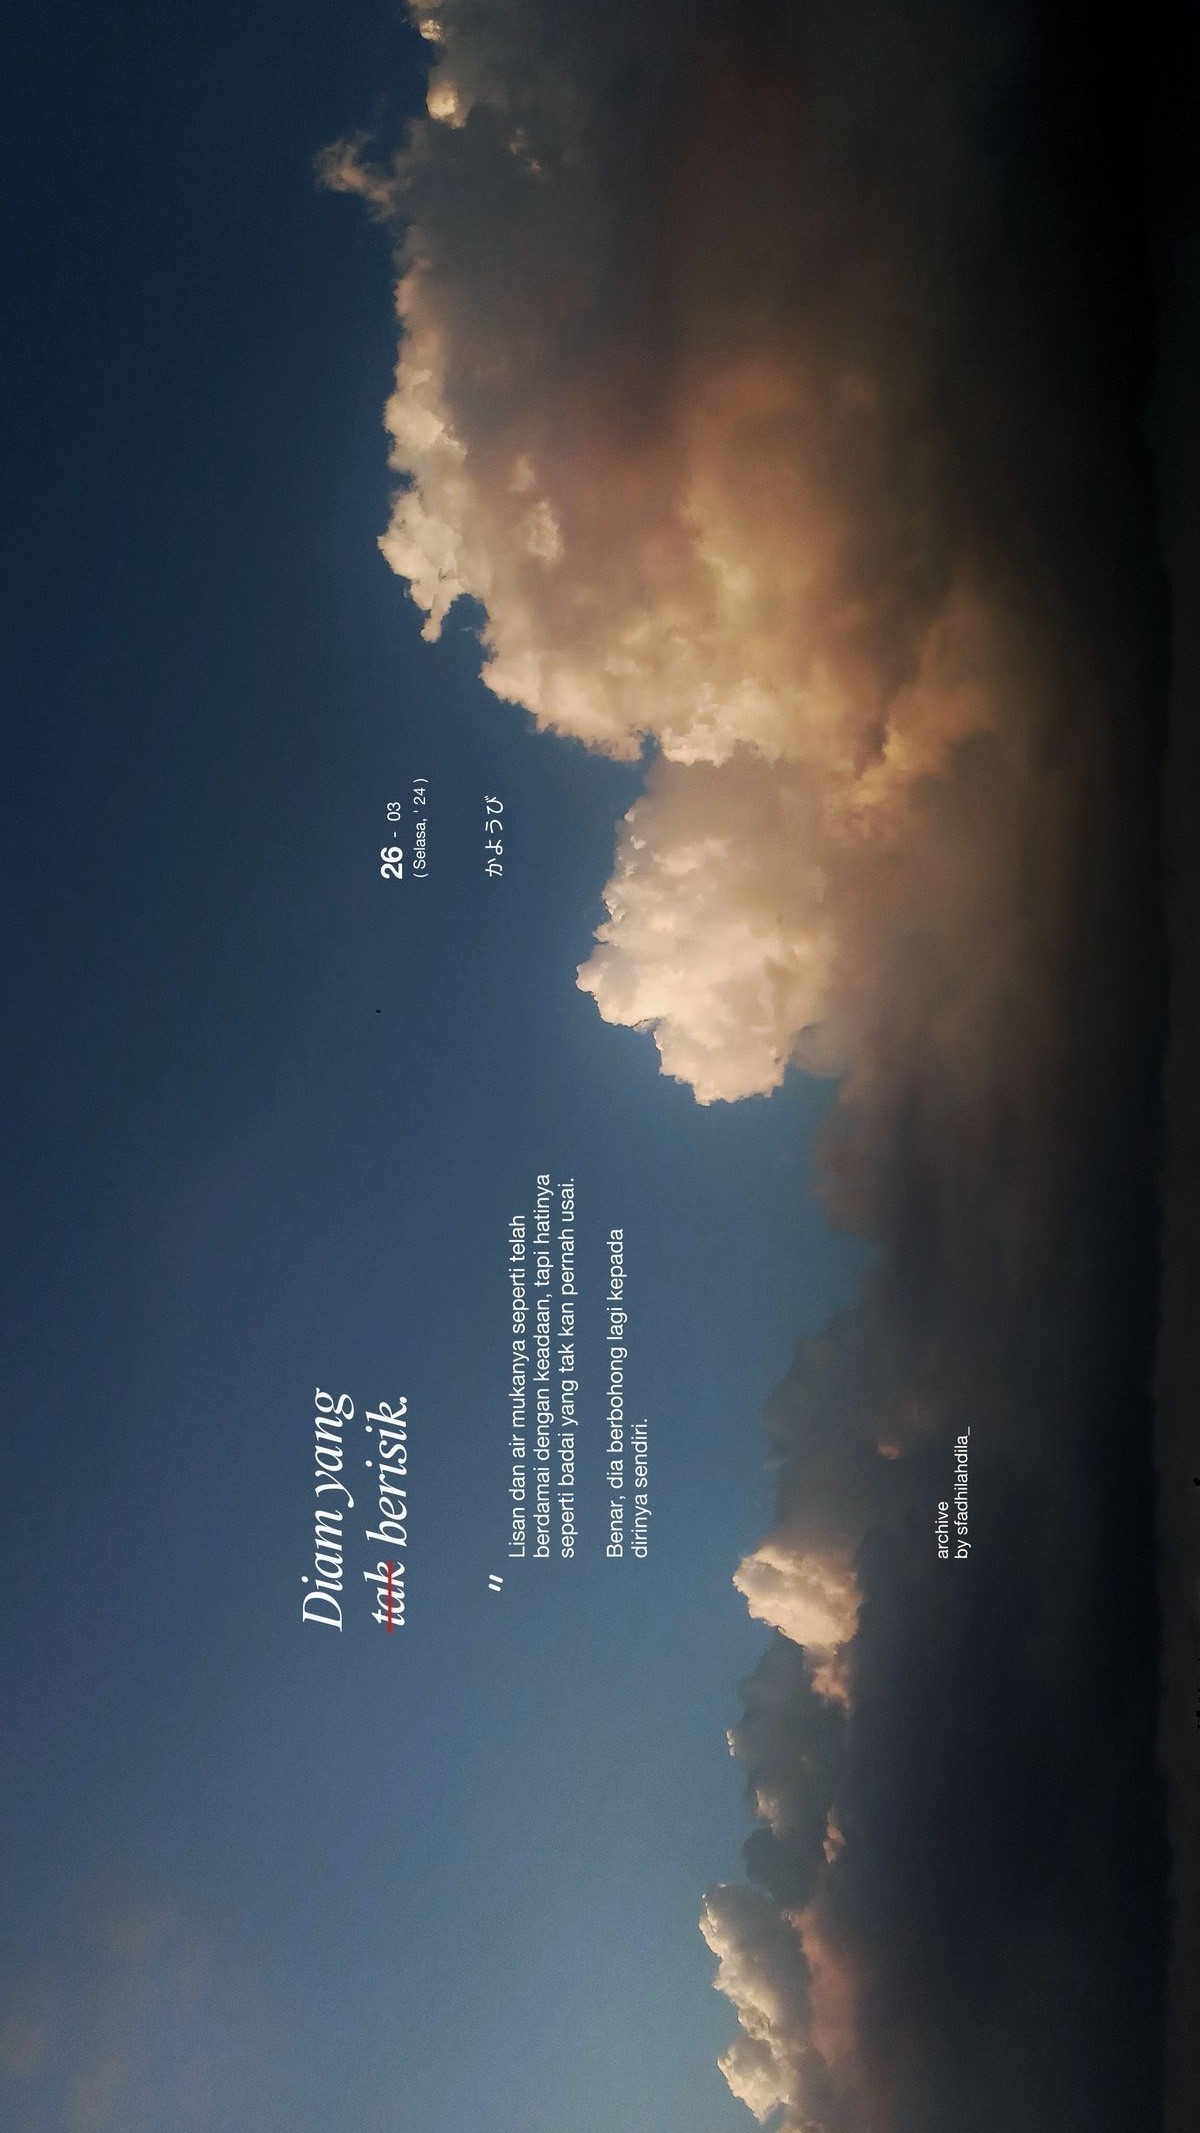 Diam yang
tak berisik.
26 - 03
( Selasa, ' 24 )
かようび
"
Lisan dan air mukanya seperti telah
berdamai dengan keadaan, tapi hatinya
seperti badai yang tak kan pernah usai.
Benar, dia berbohong lagi kepada
dirinya sendiri.
archive
by sfadhilahdila_